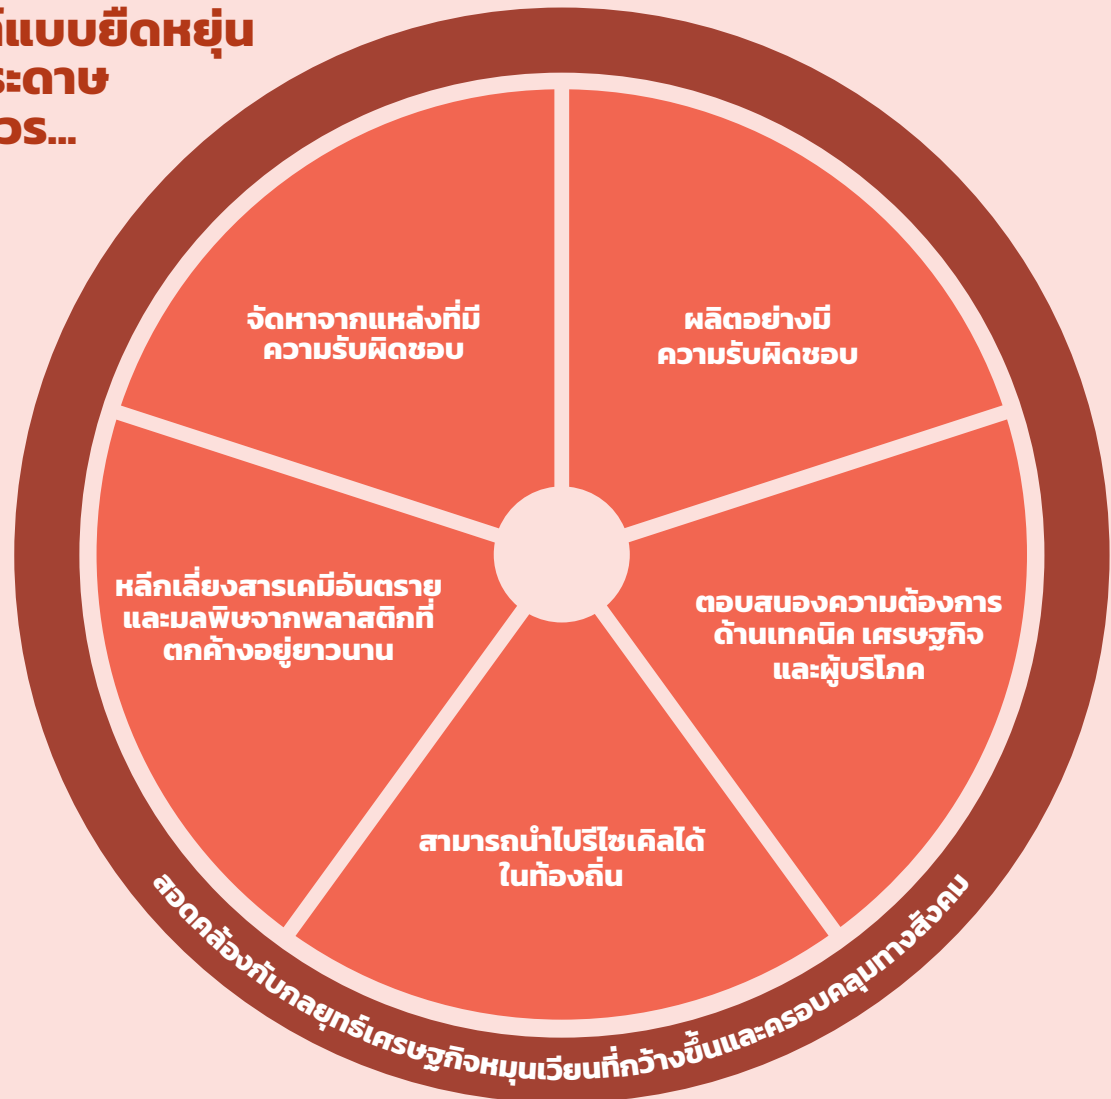 แบบยืดหยุ่น
ระดาษ
วร...
จัดหาจากแหล่งที่มี
ความรับผิดชอบ
ผลิตอย่างมี
ความรับผิดชอบ
หลีกเลี่ยงสารเคมีอันตราย
และมลพิษจากพลาสติกที่
ตกค้างอยู่ยาวนาน
ตอบสนองความต้องการ
ด้านเทคนิค เศรษฐกิจ
และผู้บริโภค
สามารถนำไปรีไซเคิลได้
ในท้องถิ่น
สอดคล้องกับกลยุทธ์เศรษฐกิจหมุนเวียนที่กว้างขึ้นและครอบคลุมทางสังคม